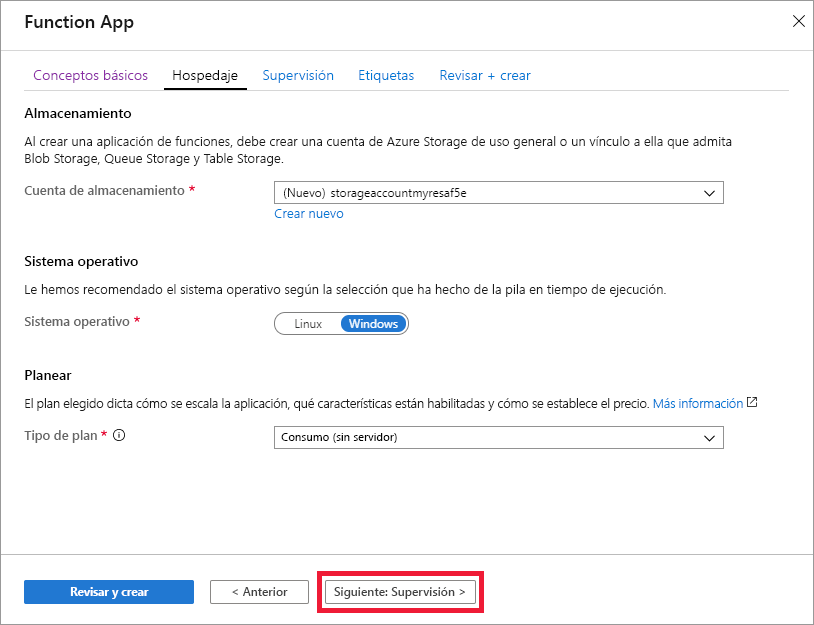 Function App
Conceptos básicos Hospedaje Supervisión Etiquetas Revisar + crear
Almacenamiento
Al crear una aplicación de funciones, debe crear una cuenta de Azure Storage de uso general o un vínculo a ella que admita
Blob Storage, Queue Storage y Table Storage.
Cuenta de almacenamiento * (Nuevo) storageaccountmyresaf5e
Crear nuevo
Sistema operativo
Le hemos recomendado el sistema operativo según la selección que ha hecho de la pila en tiempo de ejecución.
Sistema operativo * Linux Windows
Planear
El plan elegido dicta cómo se escala la aplicación, qué características están habilitadas y cómo se establece el precio. Más información
Tipo de plan * Consumo (sin servidor)
Revisar y crear < Anterior Siguiente: Supervisión >